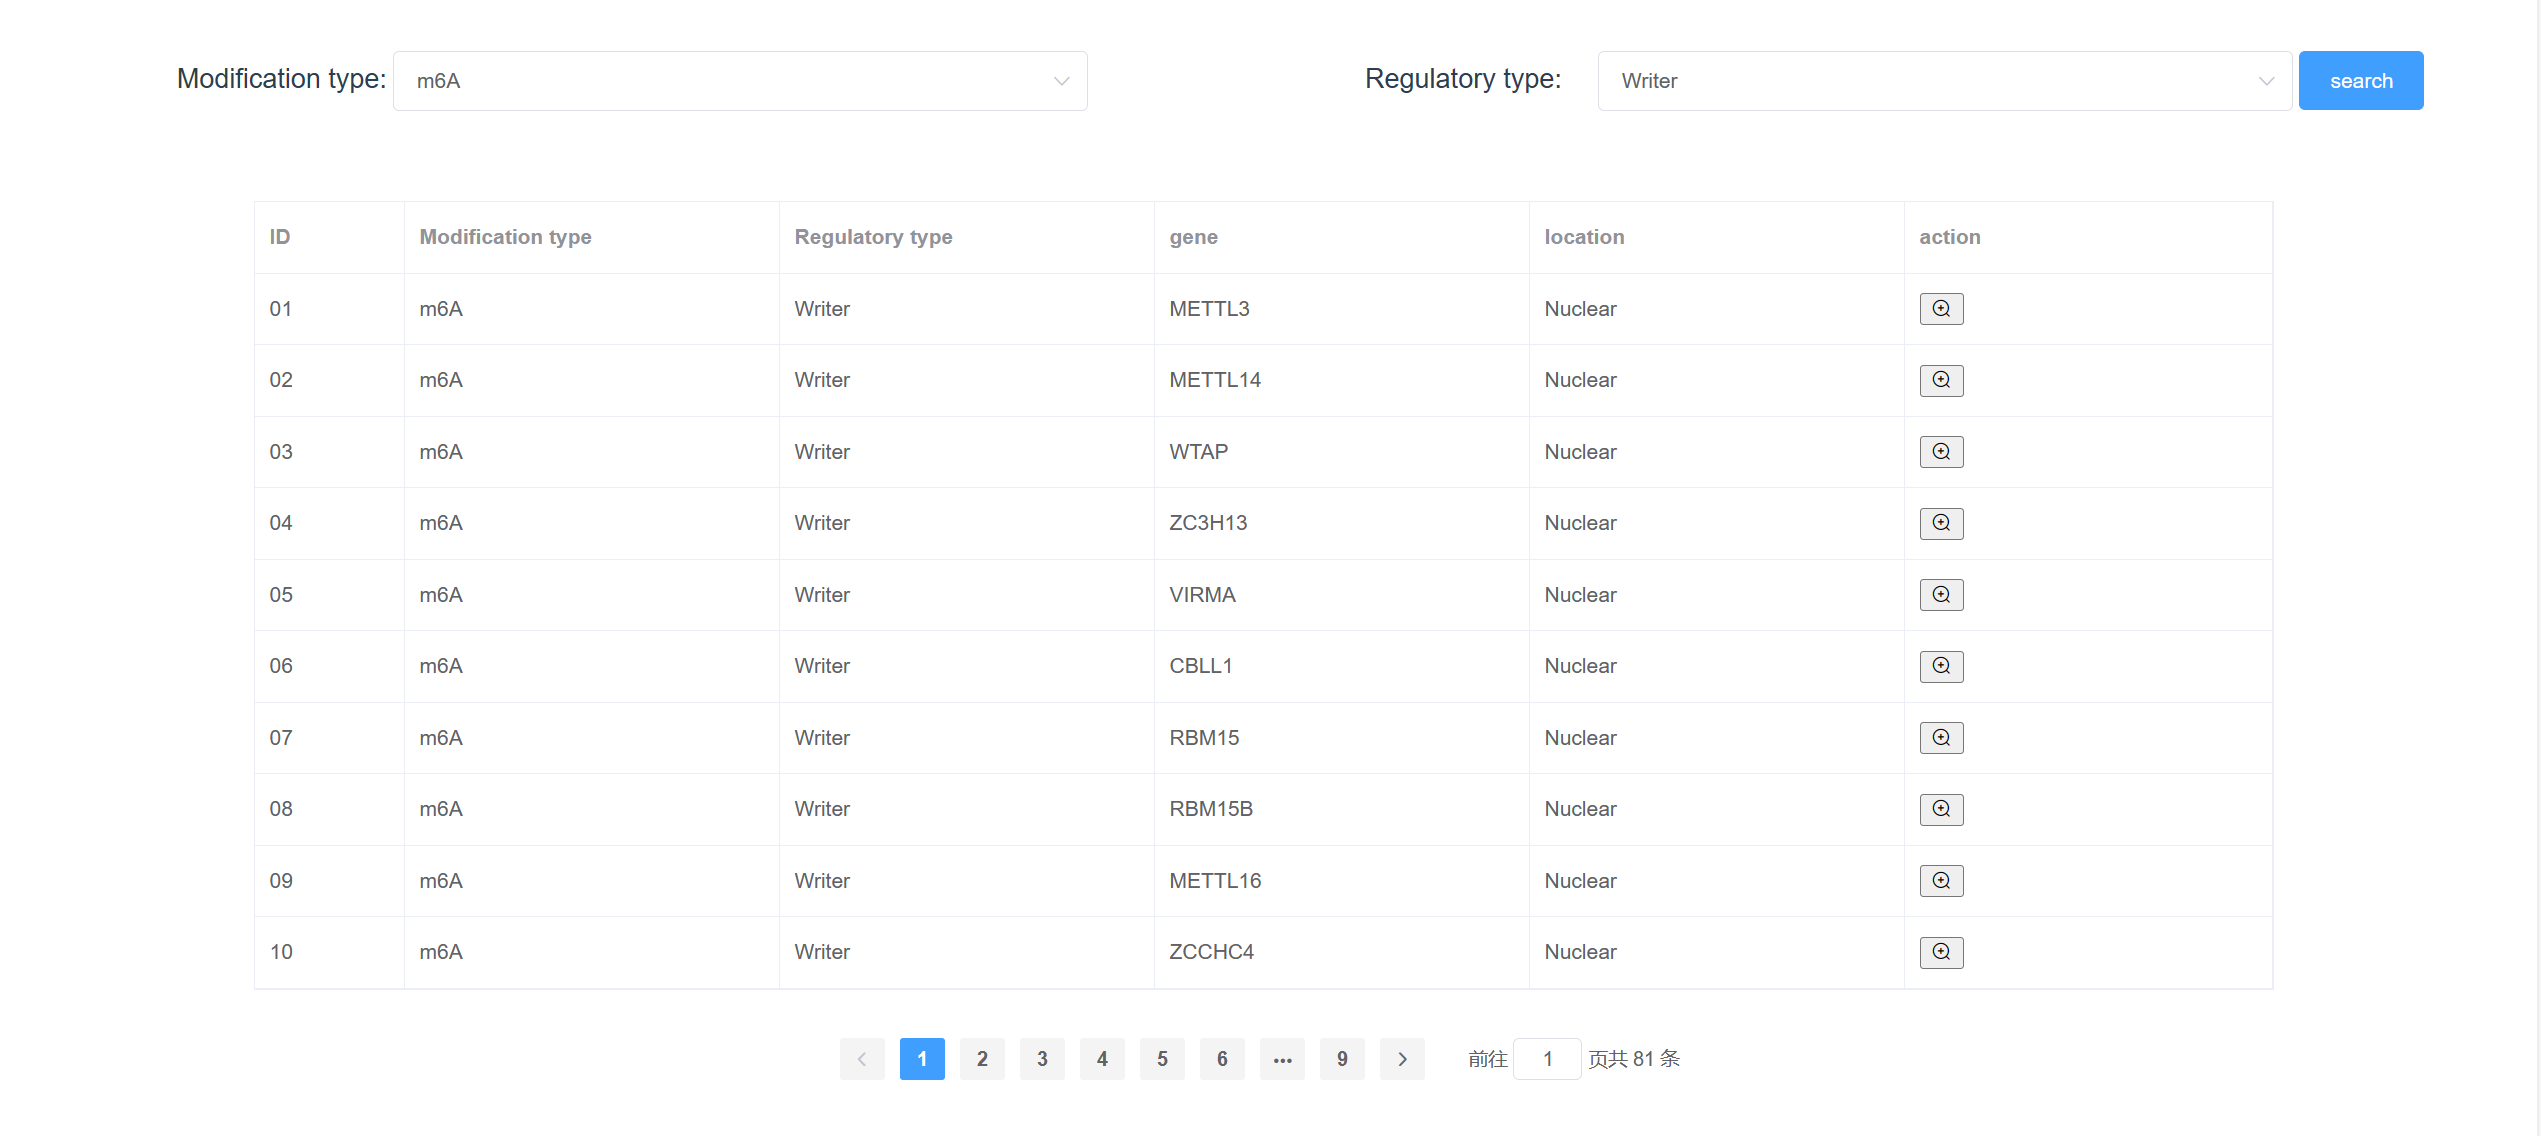 Modification type: m6A Regulatory type: Writer search
ID Modification type Regulatory type gene location action
01 m6A Writer METTL3 Nuclear
02 m6A Writer METTL14 Nuclear
03 m6A Writer WTAP Nuclear
04 m6A Writer ZC3H13 Nuclear
05 m6A Writer VIRMA Nuclear
06 m6A Writer CBLL1 Nuclear
07 m6A Writer RBM15 Nuclear
08 m6A Writer RBM15B Nuclear
09 m6A Writer METTL16 Nuclear
10 m6A Writer ZCCHC4 Nuclear
1 2 3 4 5 6 ••• 9 前往 1 页共 81 条